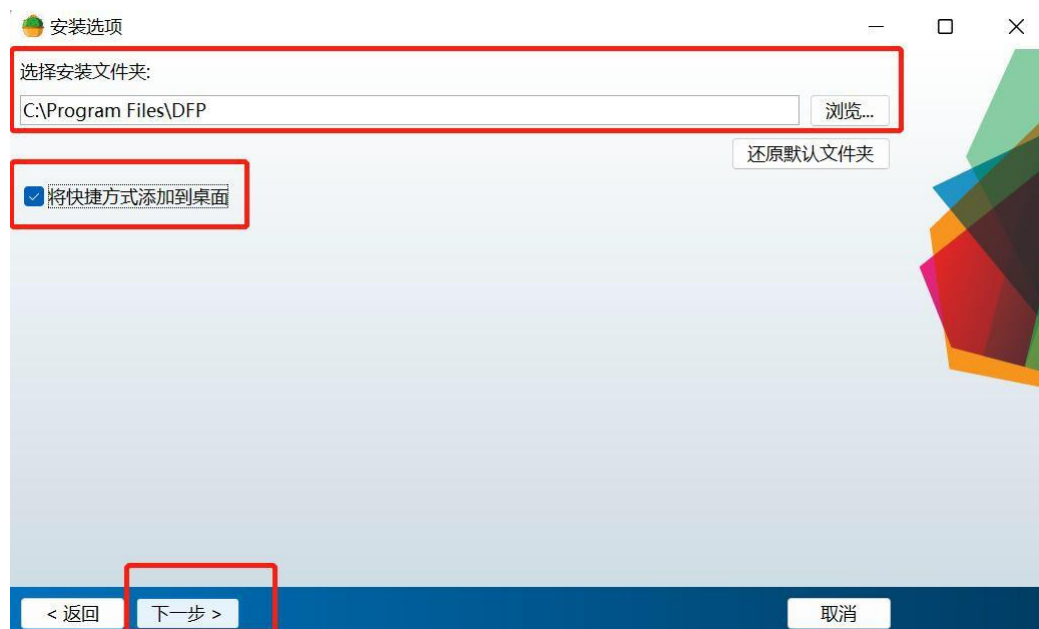 安装选项
选择安装文件夹:
C:\Program Files\DFP
浏览...
还原默认文件夹
将快捷方式添加到桌面
< 返回
下一步 >
取消